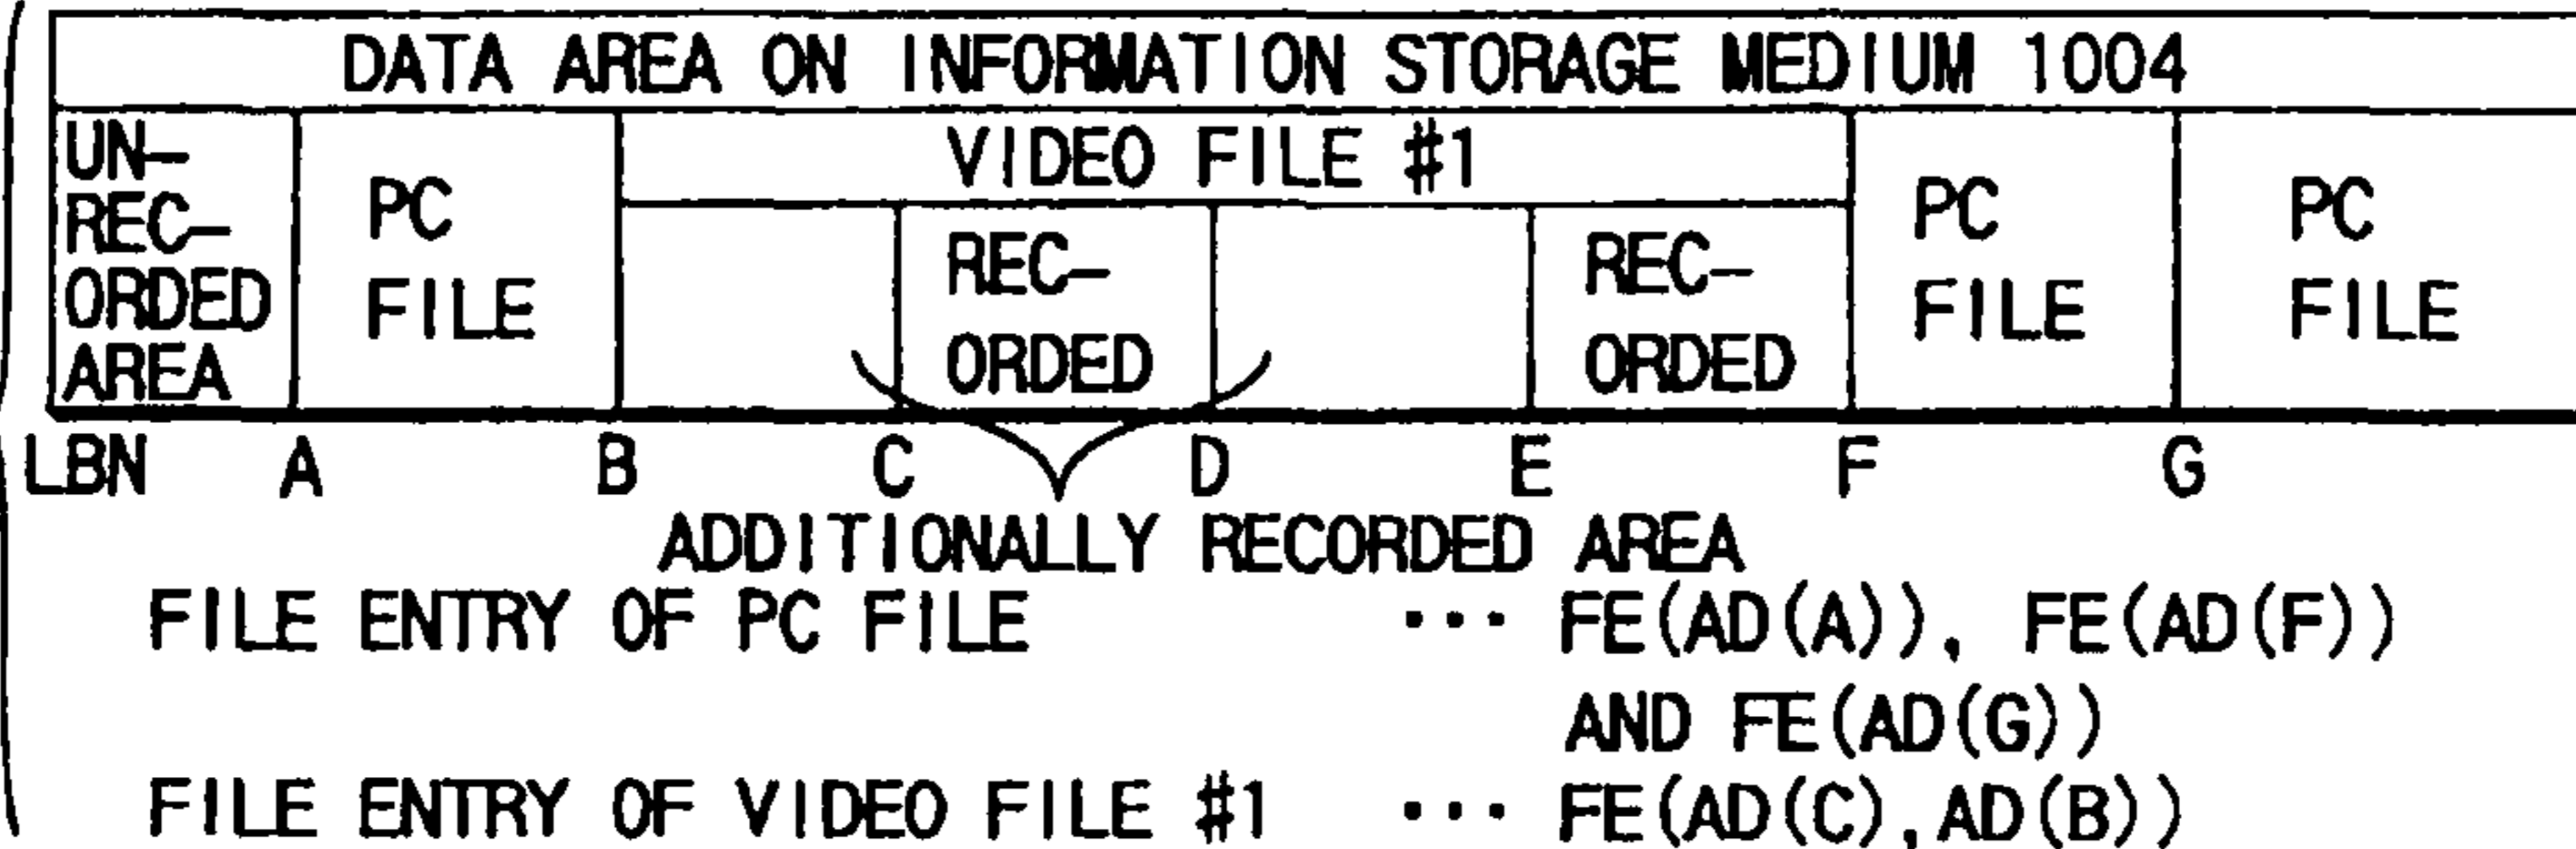 DATA AREA ON INFORMATION STORAGE MEDIUM 1004
UN-
REC-
ORDED
AREA
PC
FILE
VIDEO FILE #1
REC-
ORDED
REC-
ORDED
PC
FILE
PC
FILE
LBN A B C D E F G
ADDITIONALLY RECORDED AREA
FILE ENTRY OF PC FILE ··· FE(AD(A)), FE(AD(F))
AND FE(AD(G))
FILE ENTRY OF VIDEO FILE #1 ··· FE(AD(C),AD(B))